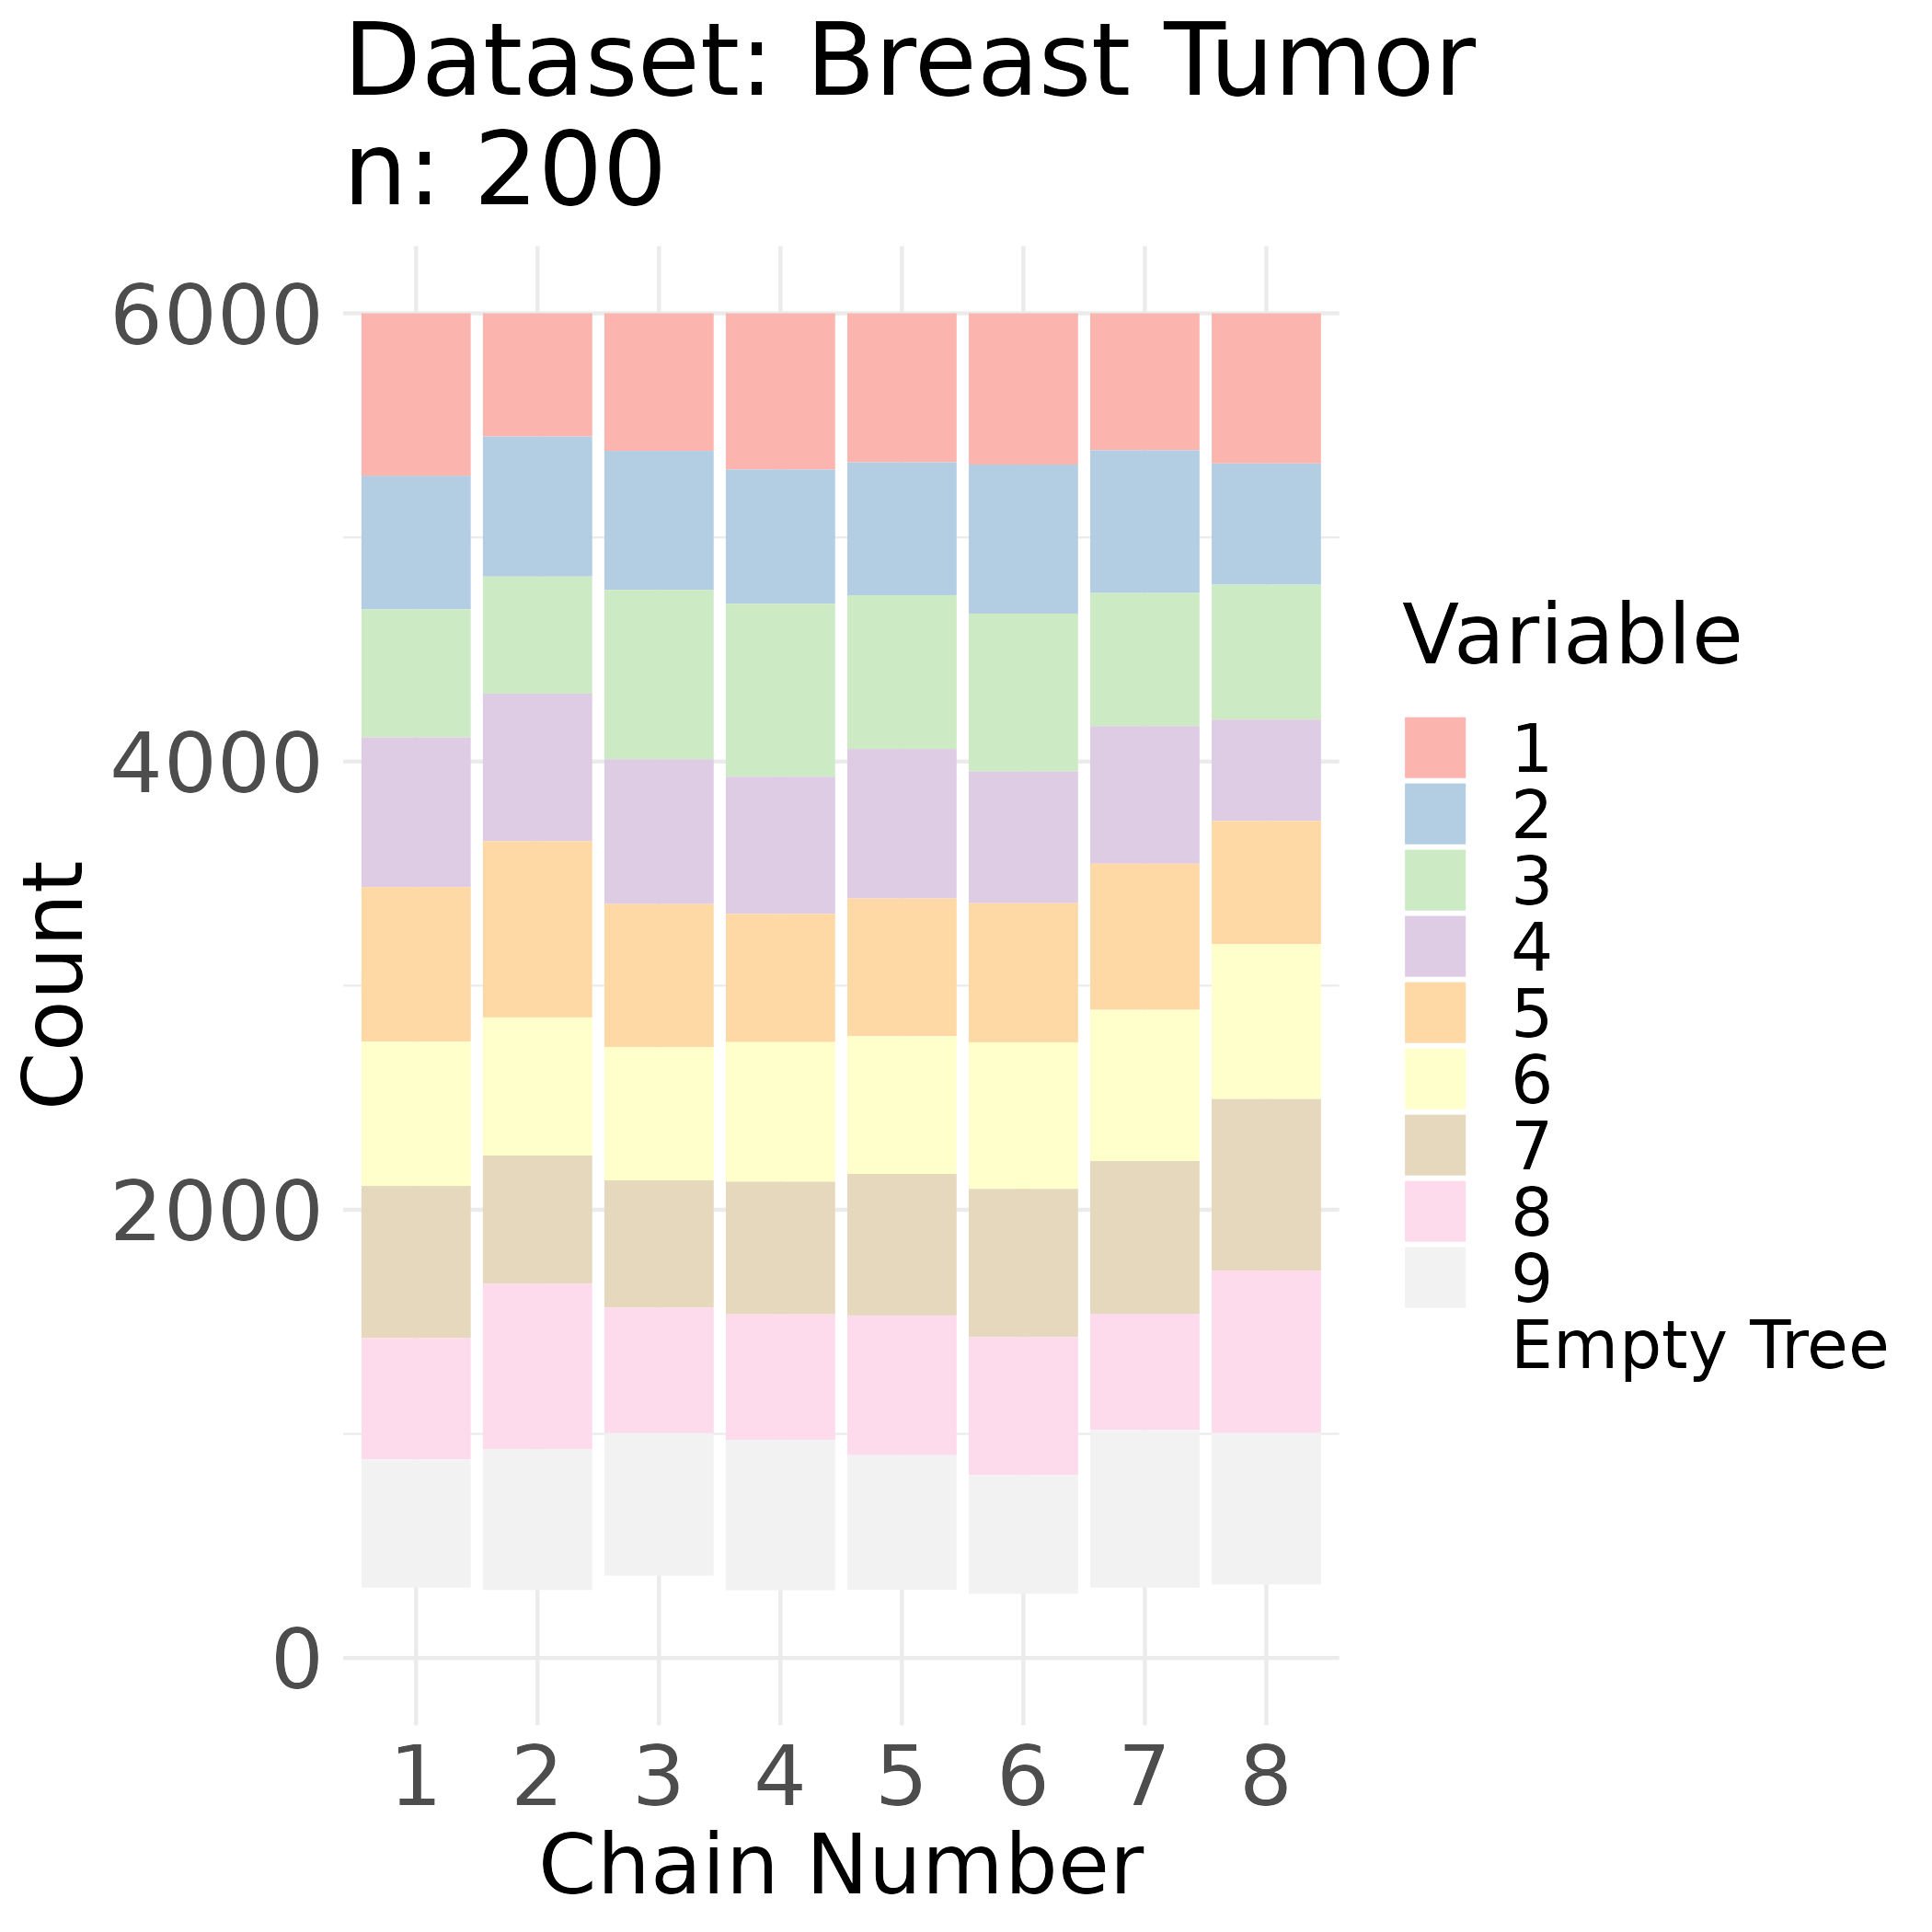 Dataset: Breast Tumor
n: 200
6000
4000
2000
0
Count
1 2 3 4 5 6 7 8
Chain Number
Variable
1
2
3
4
5
6
7
8
9
Empty Tree